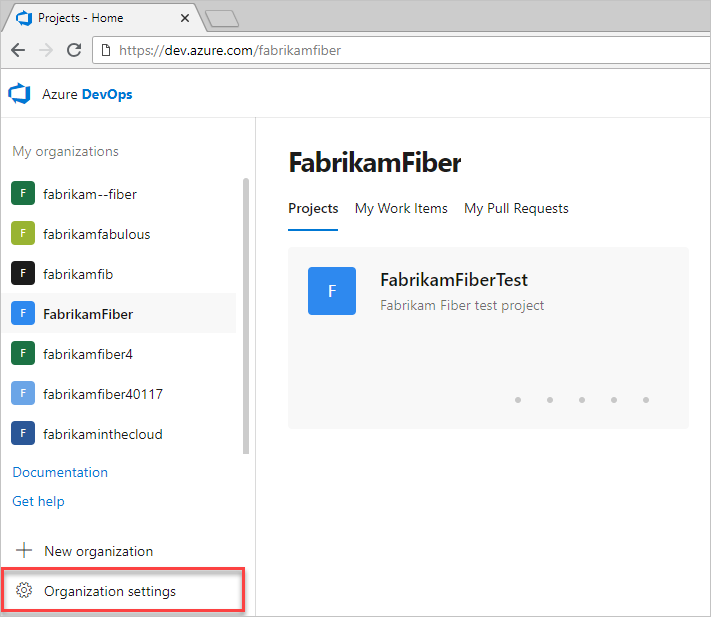 Projects - Home
https://dev.azure.com/fabrikamfiber
Azure DevOps
My organizations
F fabrikam--fiber
F fabrikamfabulous
F fabrikamfib
F FabrikamFiber
F fabrikamfiber4
F fabrikamfiber40117
F fabrikaminthecloud
Documentation
Get help
New organization
Organization settings
FabrikamFiber
Projects My Work Items My Pull Requests
F
FabrikamFiberTest
Fabrikam Fiber test project